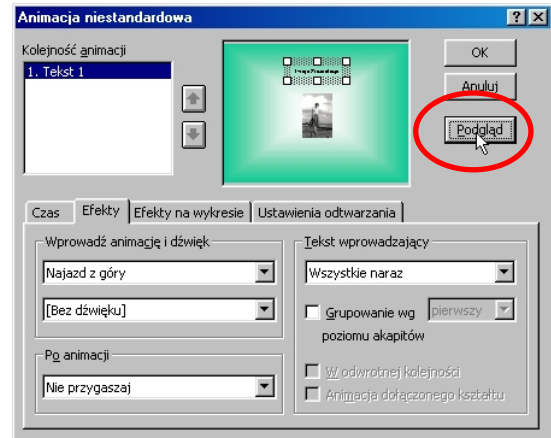 Animacja niestandardowa
Kolejność animacji
1. Tekst 1
OK
Anuluj
Podgląd
Czas
Efekty
Efekty na wykresie
Ustawienia odtwarzania
Wprowadź animację i dźwięk
Najazd z góry
[Bez dźwięku]
Po animacji
Nie przygaszaj
Tekst wprowadzający
Wszystkie naraz
Grupowanie wg
pierwszy
poziomu akapitów
W odwrotnej kolejności
Animacja dołączonego kształtu